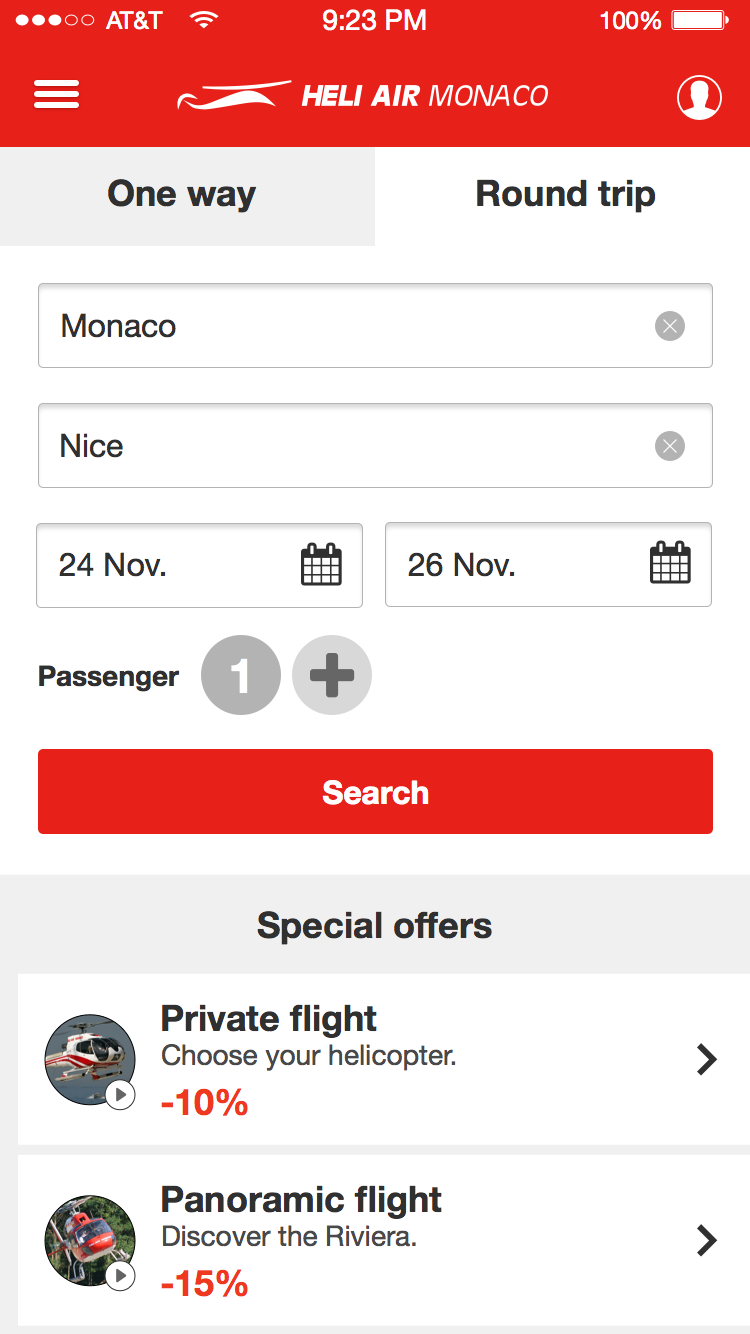 AT&T 9:23 PM 100%
HELI AIR MONACO
One way Round trip
Monaco
Nice
24 Nov. 26 Nov.
Passenger 1
Search
Special offers
Private flight
Choose your helicopter.
-10%
Panoramic flight
Discover the Riviera.
-15%